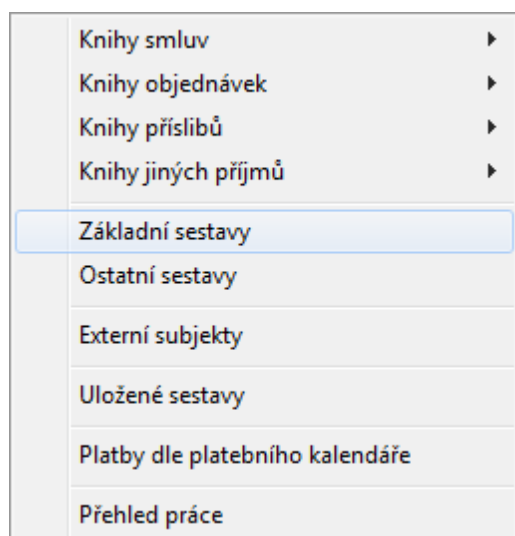 Knihy smluv
Knihy objednávek
Knihy příslibů
Knihy jiných příjmů
Základní sestavy
Ostatní sestavy
Externí subjekty
Uložené sestavy
Platby dle platebního kalendáře
Přehled práce